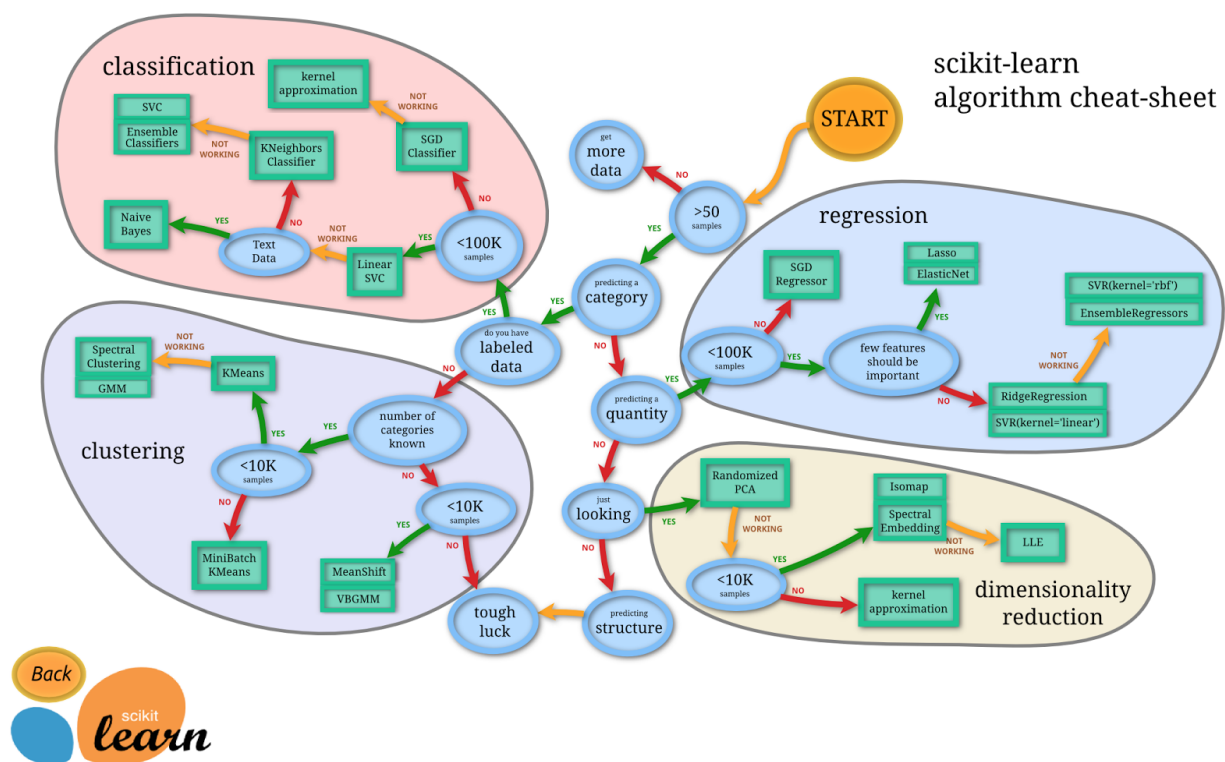 scikit-learn
algorithm cheat-sheet
START
get
more
data
NO
>50
samples
YES
predicting a
category
YES
NO
do you have
labeled
data
YES
NO
predicting a
quantity
YES
NO
just
looking
YES
NO
predicting
structure
tough
luck
classification
kernel
approximation
NOT
WORKING
SGD
Classifier
NO
<100K
samples
YES
Linear
SVC
NOT
WORKING
Text
Data
YES
Naive
Bayes
NO
KNeighbors
Classifier
NOT
WORKING
SVC
Ensemble
Classifiers
regression
<100K
samples
NO
SGD
Regressor
YES
few features
should be
important
YES
Lasso
ElasticNet
NO
RidgeRegression
SVR(kernel='linear')
NOT
WORKING
SVR(kernel='rbf')
EnsembleRegressors
clustering
number of
categories
known
YES
NO
<10K
samples
YES
KMeans
NOT
WORKING
Spectral
Clustering
GMM
NO
MiniBatch
KMeans
<10K
samples
YES
MeanShift
VBGMM
NO
dimensionality
reduction
Randomized
PCA
NOT
WORKING
<10K
samples
YES
Isomap
Spectral
Embedding
NOT
WORKING
LLE
NO
kernel
approximation
Back
scikit
learn